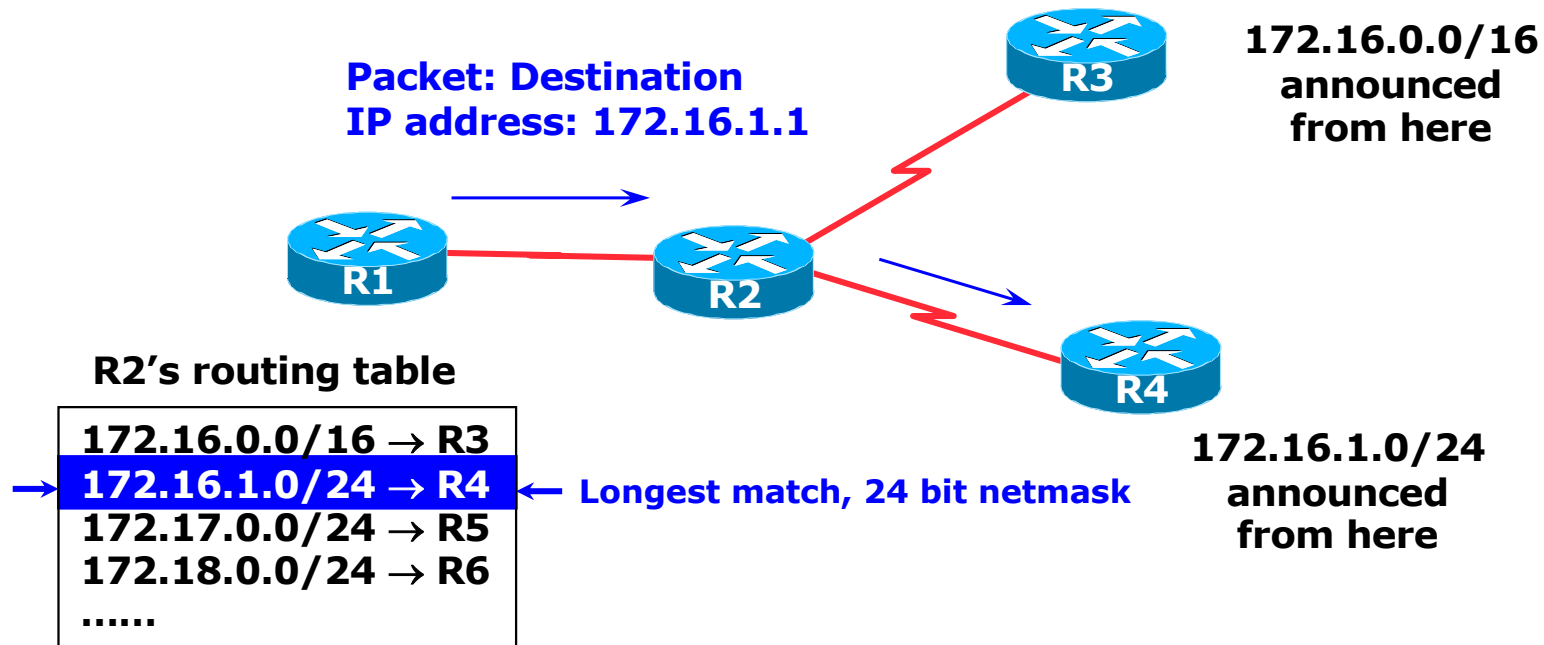 172.16.0.0/16
announced
from here
Packet: Destination
IP address: 172.16.1.1
R3
R1
R2
R4
R2’s routing table
172.16.0.0/16 → R3
172.16.1.0/24 → R4
172.17.0.0/24 → R5
172.18.0.0/24 → R6
......
Longest match, 24 bit netmask
172.16.1.0/24
announced
from here